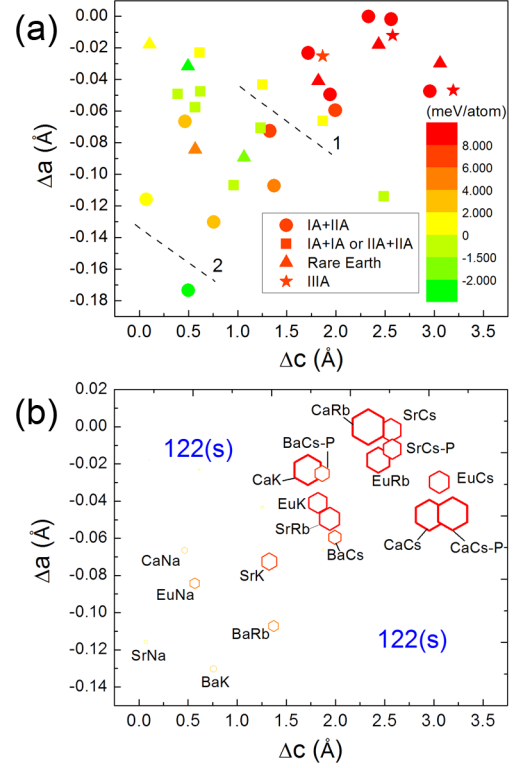 (a)
0.00
-0.02
-0.04
-0.06
-0.08
-0.10
-0.12
-0.14
-0.16
-0.18
Δa (Å)
1
2
(meV/atom)
8.000
6.000
4.000
2.000
0
-1.500
-2.000
IA+IIA
IA+IA or IIA+IIA
Rare Earth
IIIA
0.0 0.5 1.0 1.5 2.0 2.5 3.0 3.5
Δc (Å)
(b)
0.02
0.00
-0.02
-0.04
-0.06
-0.08
-0.10
-0.12
-0.14
Δa (Å)
122(s)
CaRb
SrCs
BaCs-P
SrCs-P
CaK
EuRb
EuCs
EuK
SrRb
BaCs
CaCs
CaCs-P
CaNa
SrK
EuNa
BaRb
SrNa
BaK
122(s)
0.0 0.5 1.0 1.5 2.0 2.5 3.0 3.5
Δc (Å)